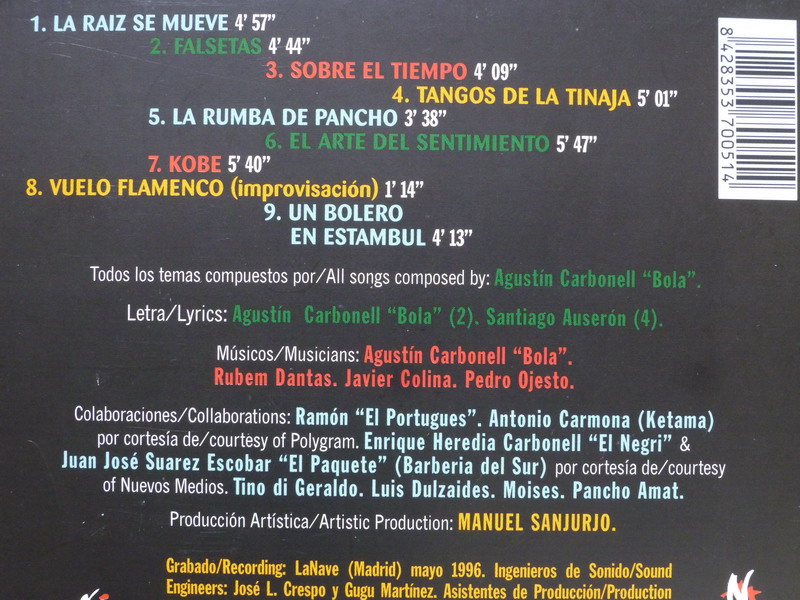 1. LA RAIZ SE MUEVE 4' 57"
2. FALSETAS 4' 44"
3. SOBRE EL TIEMPO 4' 09"
4. TANGOS DE LA TINAJA 5' 01"
5. LA RUMBA DE PANCHO 3' 38"
6. EL ARTE DEL SENTIMIENTO 5' 47"
7. KOBE 5' 40"
8. VUELO FLAMENCO (improvisación) 1' 14"
9. UN BOLERO
EN ESTAMBUL 4' 13"
8 428353 700514
Todos los temas compuestos por/All songs composed by: Agustín Carbonell "Bola".
Letra/Lyrics: Agustín Carbonell "Bola" (2). Santiago Auserón (4).
Músicos/Musicians: Agustín Carbonell "Bola".
Rubem Dantas. Javier Colina. Pedro Ojesto.
Colaboraciones/Collaborations: Ramón "El Portugues". Antonio Carmona (Ketama)
por cortesía de/courtesy of Polygram. Enrique Heredia Carbonell "El Negri" &
Juan José Suarez Escobar "El Paquete" (Barberia del Sur) por cortesía de/courtesy
of Nuevos Medios. Tino di Geraldo. Luis Dulzaides. Moises. Pancho Amat.
Producción Artística/Artistic Production: MANUEL SANJURJO.
Grabado/Recording: LaNave (Madrid) mayo 1996. Ingenieros de Sonido/Sound
Engineers: José L. Crespo y Gugu Martínez. Asistentes de Producción/Production